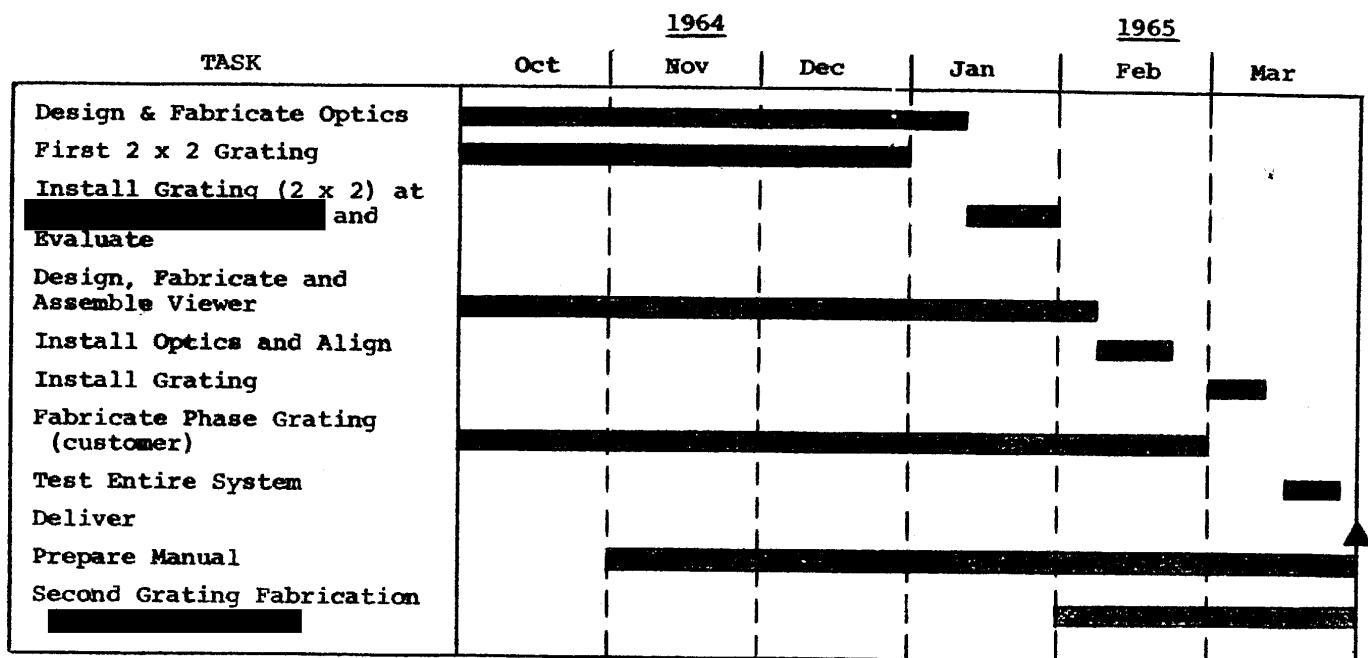 1964
1965
TASK
Oct
Nov
Dec
Jan
Feb
Mar
Design & Fabricate Optics
First 2 x 2 Grating
Install Grating (2 x 2) at
and
Evaluate
Design, Fabricate and
Assemble Viewer
Install Optics and Align
Install Grating
Fabricate Phase Grating
(customer)
Test Entire System
Deliver
Prepare Manual
Second Grating Fabrication